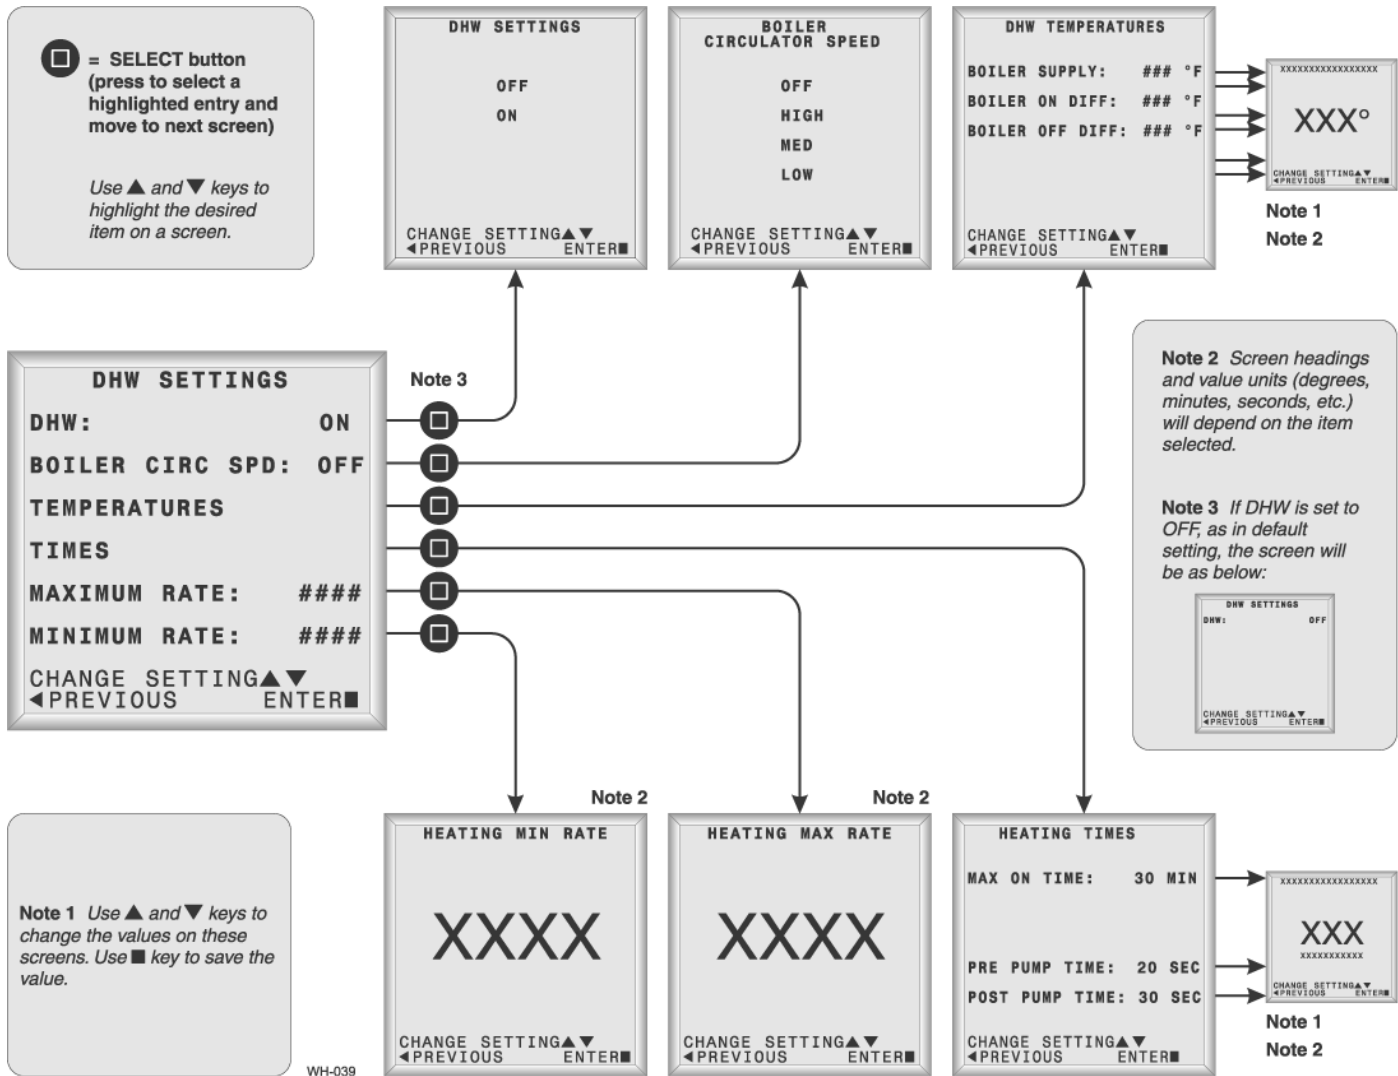 = SELECT button
(press to select a
highlighted entry and
move to next screen)
Use ▲ and ▼ keys to
highlight the desired
item on a screen.
DHW SETTINGS
OFF
ON
CHANGE SETTING▲▼
◀PREVIOUS ENTER■
BOILER
CIRCULATOR SPEED
OFF
HIGH
MED
LOW
CHANGE SETTING▲▼
◀PREVIOUS ENTER■
DHW TEMPERATURES
BOILER SUPPLY: ### °F
BOILER ON DIFF: ### °F
BOILER OFF DIFF: ### °F
CHANGE SETTING▲▼
◀PREVIOUS ENTER■
XXXXXXXXXXXXXXXXX
XXX°
CHANGE SETTING▲▼
◀PREVIOUS ENTER■
Note 1
Note 2
DHW SETTINGS
DHW: ON
BOILER CIRC SPD: OFF
TEMPERATURES
TIMES
MAXIMUM RATE: ####
MINIMUM RATE: ####
CHANGE SETTING▲▼
◀PREVIOUS ENTER■
Note 3
Note 2 Screen headings
and value units (degrees,
minutes, seconds, etc.)
will depend on the item
selected.
Note 3 If DHW is set to
OFF, as in default
setting, the screen will
be as below:
DHW SETTINGS
DHW: OFF
CHANGE SETTING▲▼
◀PREVIOUS ENTER■
Note 1 Use ▲ and ▼ keys to
change the values on these
screens. Use ■ key to save the
value.
WH-039
Note 2
HEATING MIN RATE
XXXX
CHANGE SETTING▲▼
◀PREVIOUS ENTER■
Note 2
HEATING MAX RATE
XXXX
CHANGE SETTING▲▼
◀PREVIOUS ENTER■
HEATING TIMES
MAX ON TIME: 30 MIN
PRE PUMP TIME: 20 SEC
POST PUMP TIME: 30 SEC
CHANGE SETTING▲▼
◀PREVIOUS ENTER■
XXXXXXXXXXXXXXXXX
XXX
XXXXXXXXXXX
CHANGE SETTING▲▼
◀PREVIOUS ENTER■
Note 1
Note 2